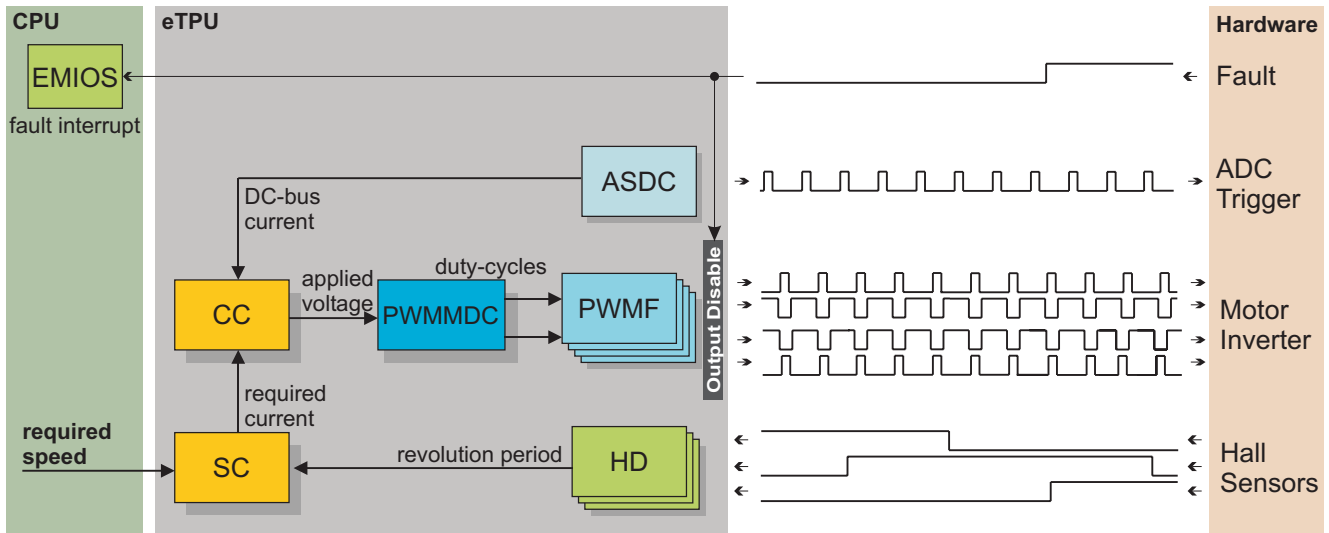 CPU
eTPU
Hardware
EMIOS
fault interrupt
Fault
ASDC
ADC
Trigger
DC-bus
current
applied
voltage
duty-cycles
CC
PWMMDC
PWMF
Output Disable
Motor
Inverter
required
current
required
speed
SC
revolution period
HD
Hall
Sensors